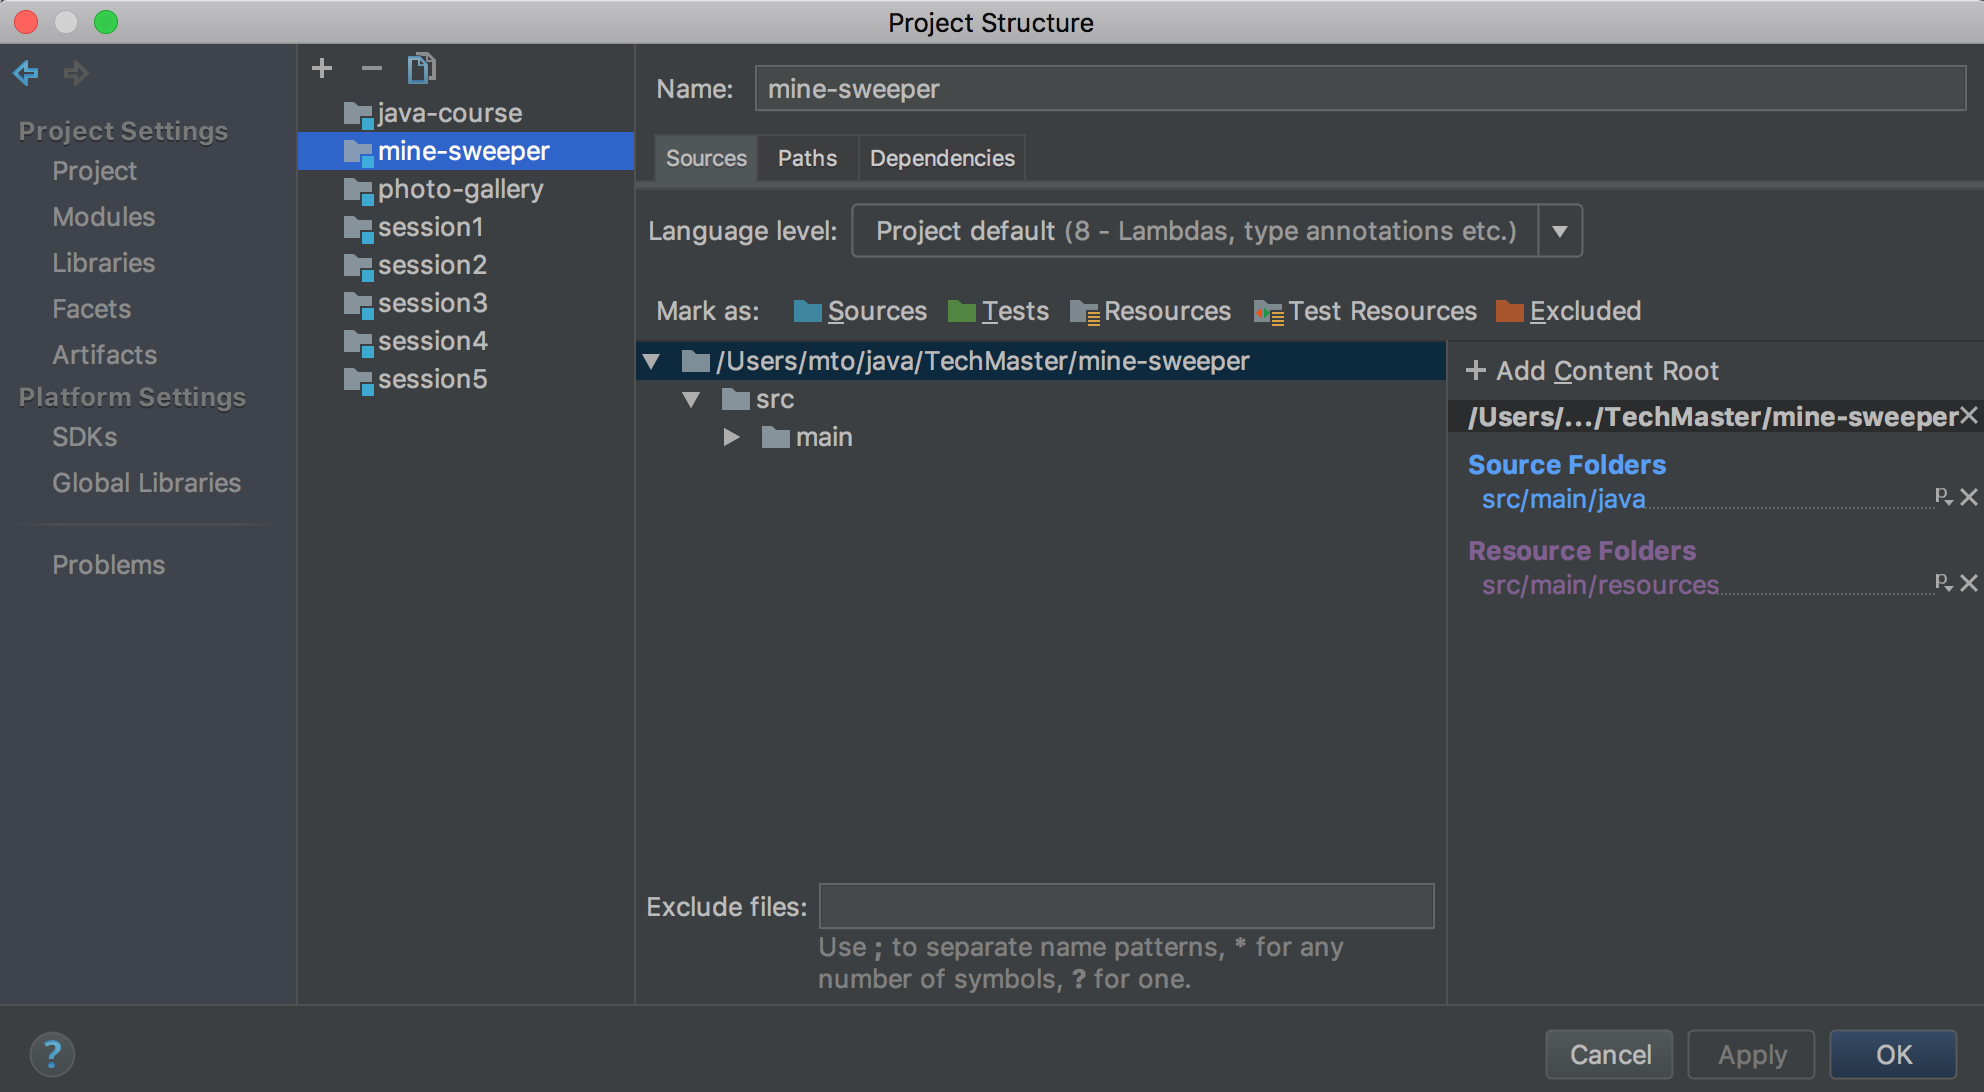 Project Structure
Project Settings
Project
Modules
Libraries
Facets
Artifacts
Platform Settings
SDKs
Global Libraries
Problems
java-course
mine-sweeper
photo-gallery
session1
session2
session3
session4
session5
Name: mine-sweeper
Sources Paths Dependencies
Language level: Project default (8 - Lambdas, type annotations etc.)
Mark as: Sources Tests Resources Test Resources Excluded
/Users/mto/java/TechMaster/mine-sweeper
src
main
Exclude files:
Use ; to separate name patterns, * for any
number of symbols, ? for one.
+ Add Content Root
/Users/.../TechMaster/mine-sweeper
Source Folders
src/main/java
Resource Folders
src/main/resources
?
Cancel Apply OK